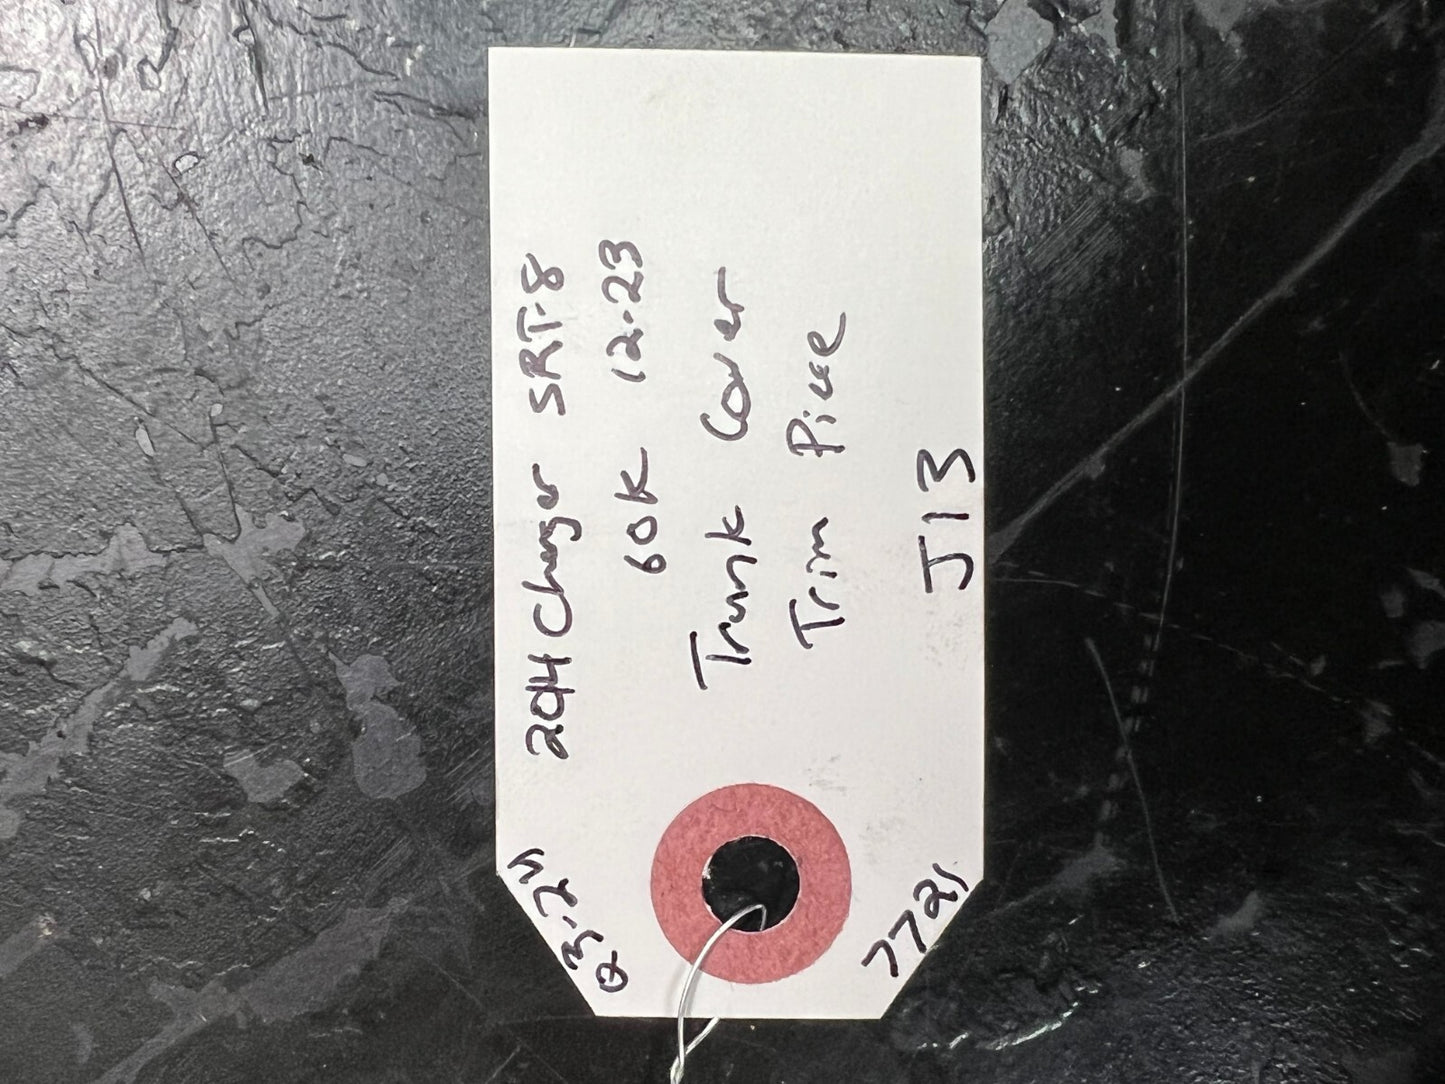 2014 Charger SRT-8
60K 12-23
Trunk Cover
Trim Piece
J13
Q3-24
7721